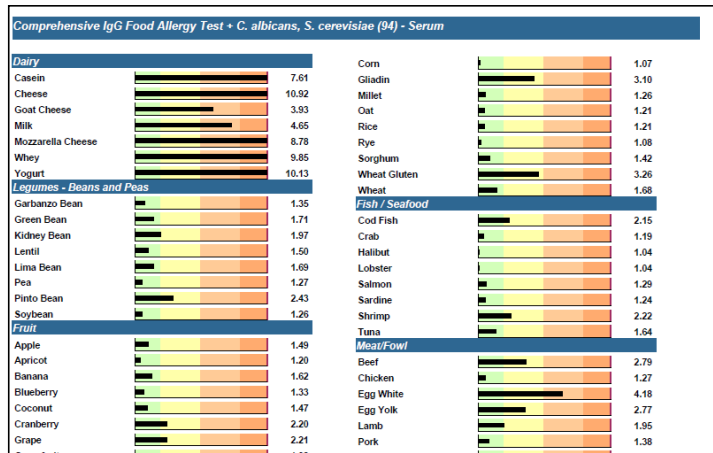 Comprehensive IgG Food Allergy Test + C. albicans, S. cerevisiae (94) - Serum
Dairy
Casein 7.61
Cheese 10.92
Goat Cheese 3.93
Milk 4.65
Mozzarella Cheese 8.78
Whey 9.85
Yogurt 10.13
Legumes - Beans and Peas
Garbanzo Bean 1.35
Green Bean 1.71
Kidney Bean 1.97
Lentil 1.50
Lima Bean 1.69
Pea 1.27
Pinto Bean 2.43
Soybean 1.26
Fruit
Apple 1.49
Apricot 1.20
Banana 1.62
Blueberry 1.33
Coconut 1.47
Cranberry 2.20
Grape 2.21
Corn 1.07
Gliadin 3.10
Millet 1.26
Oat 1.21
Rice 1.21
Rye 1.08
Sorghum 1.42
Wheat Gluten 3.26
Wheat 1.68
Fish / Seafood
Cod Fish 2.15
Crab 1.19
Halibut 1.04
Lobster 1.04
Salmon 1.29
Sardine 1.24
Shrimp 2.22
Tuna 1.64
Meat/Fowl
Beef 2.79
Chicken 1.27
Egg White 4.18
Egg Yolk 2.77
Lamb 1.95
Pork 1.38